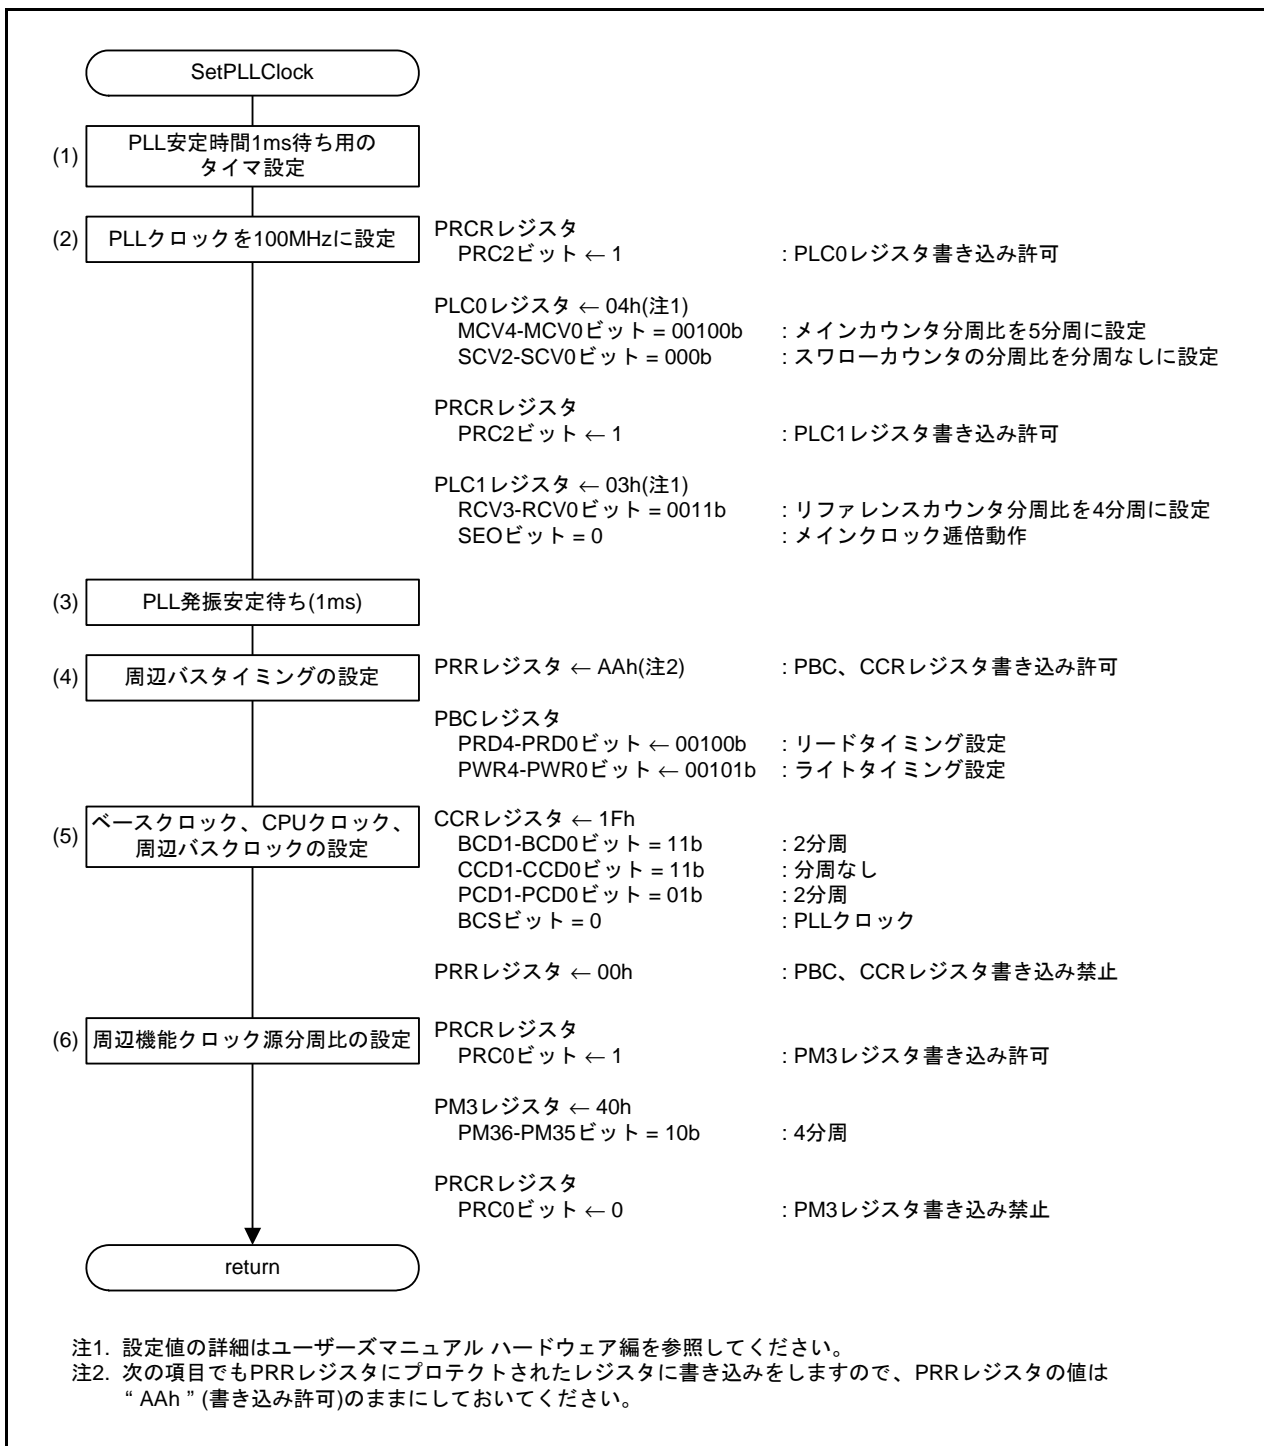 SetPLLClock
(1) PLL安定時間1ms待ち用の
タイマ設定
(2) PLLクロックを100MHzに設定
PRCRレジスタ
PRC2ビット ← 1 : PLC0レジスタ書き込み許可
PLC0レジスタ ← 04h(注1)
MCV4-MCV0ビット = 00100b : メインカウンタ分周比を5分周に設定
SCV2-SCV0ビット = 000b : スワローカウンタの分周比を分周なしに設定
PRCRレジスタ
PRC2ビット ← 1 : PLC1レジスタ書き込み許可
PLC1レジスタ ← 03h(注1)
RCV3-RCV0ビット = 0011b : リファレンスカウンタ分周比を4分周に設定
SEOビット = 0 : メインクロック逓倍動作
(3) PLL発振安定待ち(1ms)
(4) 周辺バスタイミングの設定
PRRレジスタ ← AAh(注2) : PBC、CCRレジスタ書き込み許可
PBCレジスタ
PRD4-PRD0ビット ← 00100b : リードタイミング設定
PWR4-PWR0ビット ← 00101b : ライトタイミング設定
(5) ベースクロック、CPUクロック、
周辺バスクロックの設定
CCRレジスタ ← 1Fh
BCD1-BCD0ビット = 11b : 2分周
CCD1-CCD0ビット = 11b : 分周なし
PCD1-PCD0ビット = 01b : 2分周
BCSビット = 0 : PLLクロック
PRRレジスタ ← 00h : PBC、CCRレジスタ書き込み禁止
(6) 周辺機能クロック源分周比の設定
PRCRレジスタ
PRC0ビット ← 1 : PM3レジスタ書き込み許可
PM3レジスタ ← 40h
PM36-PM35ビット = 10b : 4分周
PRCRレジスタ
PRC0ビット ← 0 : PM3レジスタ書き込み禁止
return
注1. 設定値の詳細はユーザーズマニュアル ハードウェア編を参照してください。
注2. 次の項目でもPRRレジスタにプロテクトされたレジスタに書き込みをしますので、PRRレジスタの値は
“ AAh ” (書き込み許可)のままにしておいてください。